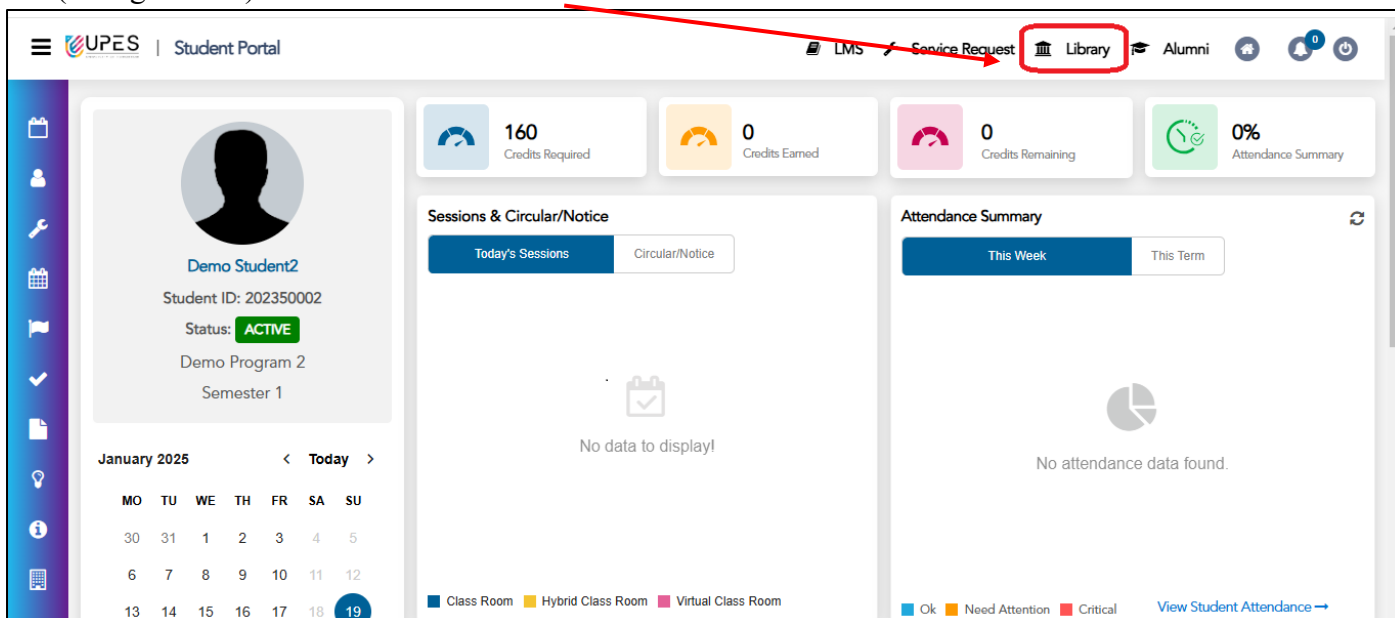 UPES | Student Portal
LMS Service Request Library Alumni 0
160
Credits Required
0
Credits Earned
0
Credits Remaining
0%
Attendance Summary
Demo Student2
Student ID: 202350002
Status: ACTIVE
Demo Program 2
Semester 1
January 2025 < Today >
MO TU WE TH FR SA SU
30 31 1 2 3 4 5
6 7 8 9 10 11 12
13 14 15 16 17 18 19
Sessions & Circular/Notice
Today's Sessions Circular/Notice
No data to display!
Class Room Hybrid Class Room Virtual Class Room
Attendance Summary
This Week This Term
No attendance data found.
Ok Need Attention Critical View Student Attendance →